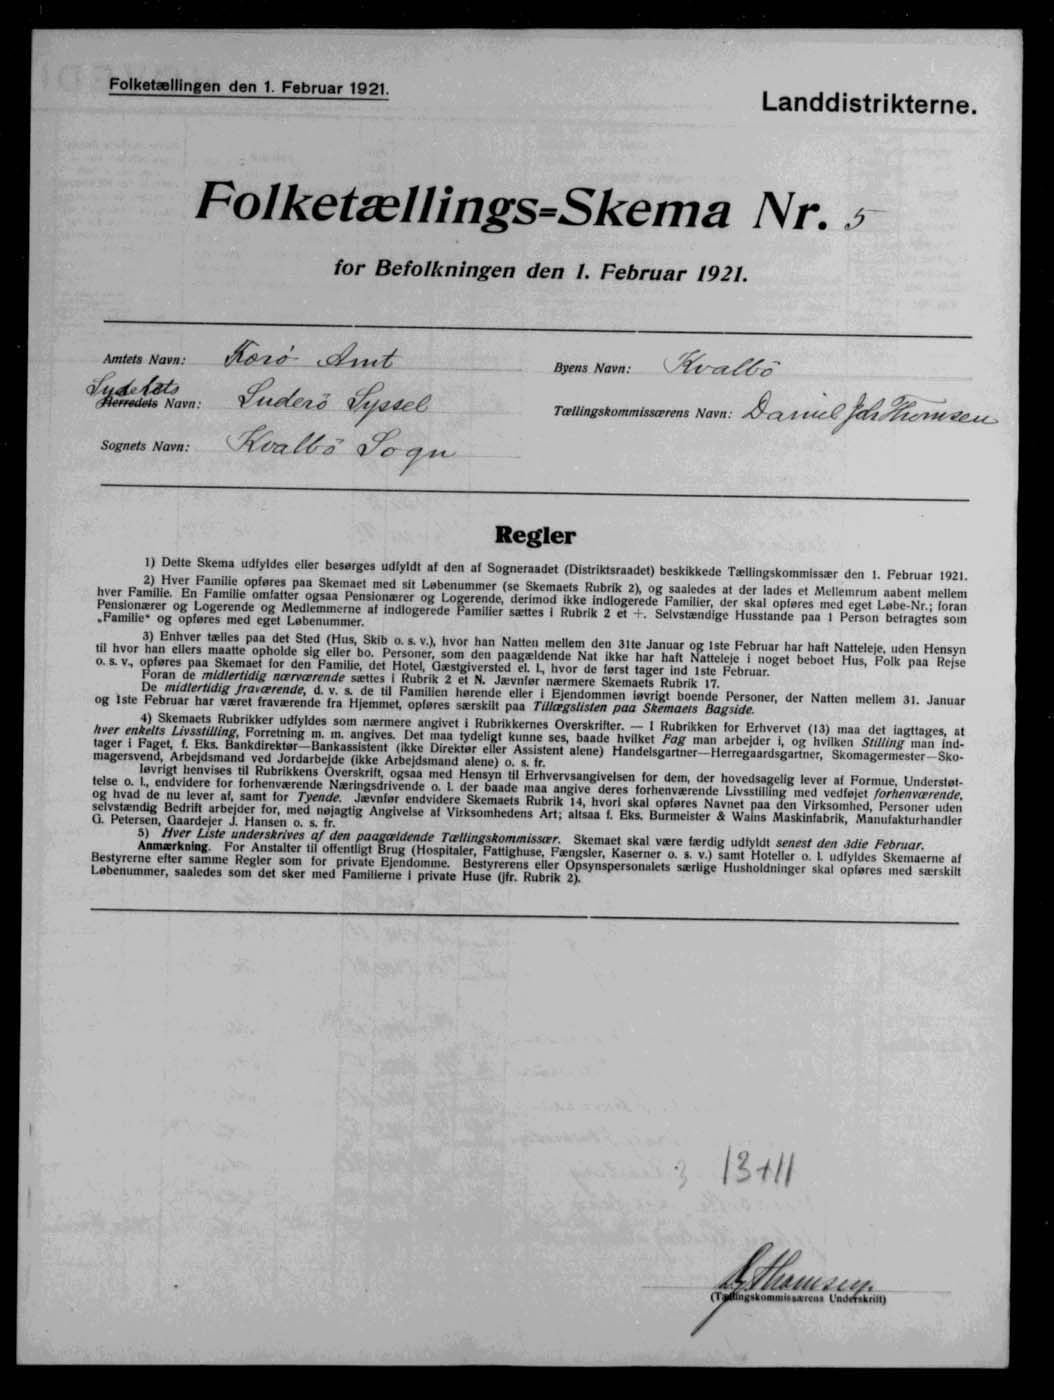 Folketællingen den 1. Februar 1921.
Landdistrikterne.
Folketællings=Skema Nr. 5
for Befolkningen den 1. Februar 1921.
Amtets Navn: Færø Amt
Byens Navn: Kvalbö
Sysselets
Herredets Navn: Suderø Syssel
Tællingskommissærens Navn: Daniel Joh Thomsen
Sognets Navn: Kvalbö Sogn
Regler
1) Dette Skema udfyldes eller besørges udfyldt af den af Sogneraadet (Distriktsraadet) beskikkede Tællingskommissær den 1. Februar 1921.
2) Hver Familie opføres paa Skemaet med sit Løbenummer (se Skemaets Rubrik 2), og saaledes at der lades et Mellemrum aabent mellem
hver Familie. En Familie omfatter ogsaa Pensionærer og Logerende, derimod ikke indlogerede Familier, der skal opføres med eget Løbe-Nr.; foran
Pensionærer og Logerende og Medlemmerne af indlogerede Familier sættes i Rubrik 2 et +. Selvstændige Husstande paa 1 Person betragtes som
„Familie“ og opføres med eget Løbenummer.
3) Enhver tælles paa det Sted (Hus, Skib o. s. v.), hvor han Natten mellem den 31te Januar og 1ste Februar har haft Natteleje, uden Hensyn
til hvor han ellers maatte opholde sig eller bo. Personer, som den paagældende Nat ikke har haft Natteleje i noget beboet Hus, Folk paa Rejse
o. s. v., opføres paa Skemaet for den Familie, det Hotel, Gæstgiversted el. l., hvor de først tager ind 1ste Februar.
Foran de midlertidig nærværende sættes i Rubrik 2 et N. Jævnfør nærmere Skemaets Rubrik 17.
De midlertidig fraværende, d. v. s. de til Familien hørende eller i Ejendommen iøvrigt boende Personer, der Natten mellem 31. Januar
og 1ste Februar har været fraværende fra Hjemmet, opføres særskilt paa Tillægslisten paa Skemaets Bagside.
4) Skemaets Rubrikker udfyldes som nærmere angivet i Rubrikkernes Overskrifter. — I Rubrikken for Erhvervet (13) maa det iagttages, at
hver enkelts Livsstilling, Forretning m. m. angives. Det maa tydeligt kunne ses, baade hvilket Fag man arbejder i, og hvilken Stilling man ind-
tager i Faget, f. Eks. Bankdirektør—Bankassistent (ikke Direktør eller Assistent alene) Handelsgartner—Herregaardsgartner, Skomagermester—Sko-
magersvend, Arbejdsmand ved Jordarbejde (ikke Arbejdsmand alene) o. s. fr.
Iøvrigt henvises til Rubrikkens Overskrift, ogsaa med Hensyn til Erhvervsangivelsen for dem, der hovedsagelig lever af Formue, Understøt-
telse o. l., endvidere for forhenværende Næringsdrivende o. l. der baade maa angive deres forhenværende Livsstilling med vedføjet forhenværende,
og hvad de nu lever af, samt for Tyende. Jævnfør endvidere Skemaets Rubrik 14, hvori skal opføres Navnet paa den Virksomhed, Personer uden
selvstændig Bedrift arbejder for, med nøjagtig Angivelse af Virksomhedens Art; altsaa f. Eks. Burmeister & Wains Maskinfabrik, Manufakturhandler
G. Petersen, Gaardejer J. Hansen o. s. fr.
5) Hver Liste underskrives af den paagældende Tællingskommissær. Skemaet skal være færdig udfyldt senest den 3die Februar.
Anmærkning. For Anstalter til offentligt Brug (Hospitaler, Fattighuse, Fængsler, Kaserner o. s. v.) samt Hoteller o. l. udfyldes Skemaerne af
Bestyrerne efter samme Regler som for private Ejendomme. Bestyrerens eller Opsynspersonalets særlige Husholdninger skal opføres med særskilt
Løbenummer, saaledes som det sker med Familierne i private Huse (jfr. Rubrik 2).
3 13+11
DJThomsen
(Tællingskommissærens Underskrift)